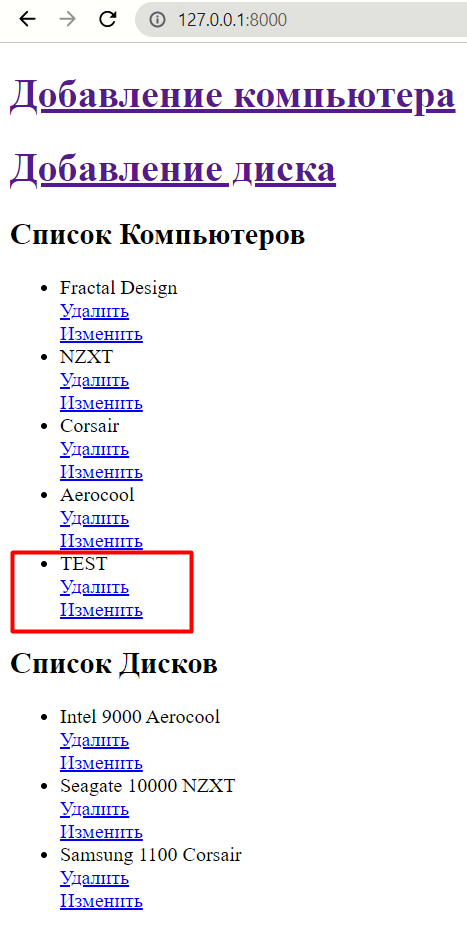 127.0.0.1:8000
Добавление компьютера
Добавление диска
Список Компьютеров
Fractal Design
Удалить
Изменить
NZXT
Удалить
Изменить
Corsair
Удалить
Изменить
Aerocool
Удалить
Изменить
TEST
Удалить
Изменить
Список Дисков
Intel 9000 Aerocool
Удалить
Изменить
Seagate 10000 NZXT
Удалить
Изменить
Samsung 1100 Corsair
Удалить
Изменить